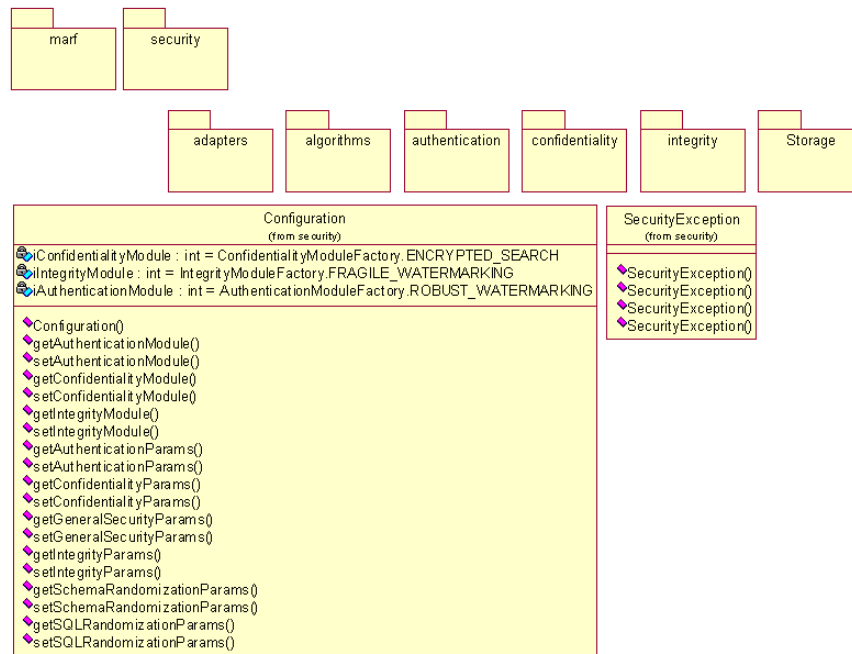 marf
security
adapters
algorithms
authentication
confidentiality
integrity
Storage
Configuration
(from security)
iConfidentialityModule : int = ConfidentialityModuleFactory.ENCRYPTED_SEARCH
iIntegrityModule : int = IntegrityModuleFactory.FRAGILE_WATERMARKING
iAuthenticationModule : int = AuthenticationModuleFactory.ROBUST_WATERMARKING
Configuration()
getAuthenticationModule()
setAuthenticationModule()
getConfidentialityModule()
setConfidentialityModule()
getIntegrityModule()
setIntegrityModule()
getAuthenticationParams()
setAuthenticationParams()
getConfidentialityParams()
setConfidentialityParams()
getGeneralSecurityParams()
setGeneralSecurityParams()
getIntegrityParams()
setIntegrityParams()
getSchemaRandomizationParams()
setSchemaRandomizationParams()
getSQLRandomizationParams()
setSQLRandomizationParams()
SecurityException
(from security)
SecurityException()
SecurityException()
SecurityException()
SecurityException()